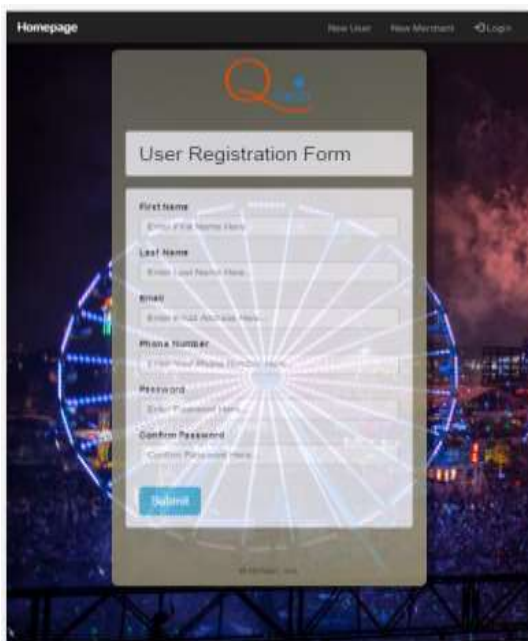 Homepage New User New Merchant Login
Q
User Registration Form
First Name
Enter First Name Here...
Last Name
Enter Last Name Here...
Email
Enter Email Address Here...
Phone Number
Enter Your Phone Number Here...
Password
Enter Password Here...
Confirm Password
Confirm Password Here...
Submit